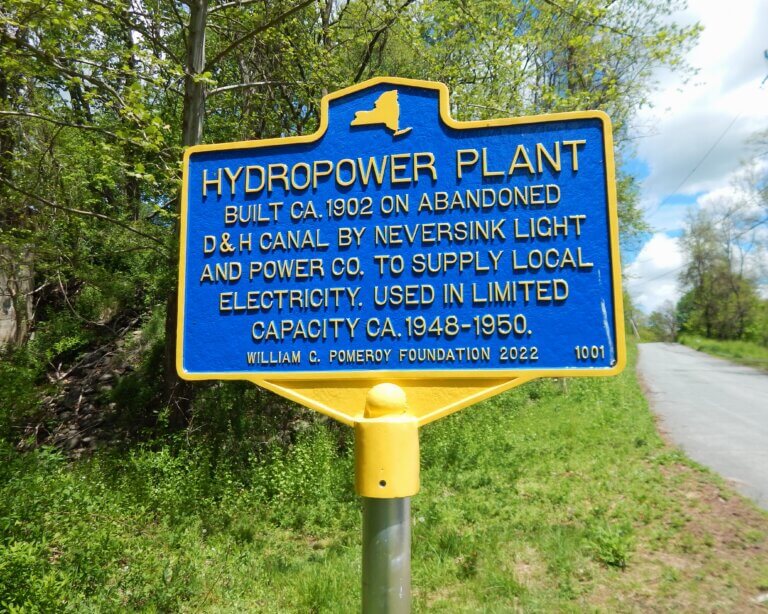 HYDROPOWER PLANT
BUILT CA. 1902 ON ABANDONED
D & H CANAL BY NEVERSINK LIGHT
AND POWER CO. TO SUPPLY LOCAL
ELECTRICITY. USED IN LIMITED
CAPACITY CA. 1948-1950.
WILLIAM G. POMEROY FOUNDATION 2022 1001